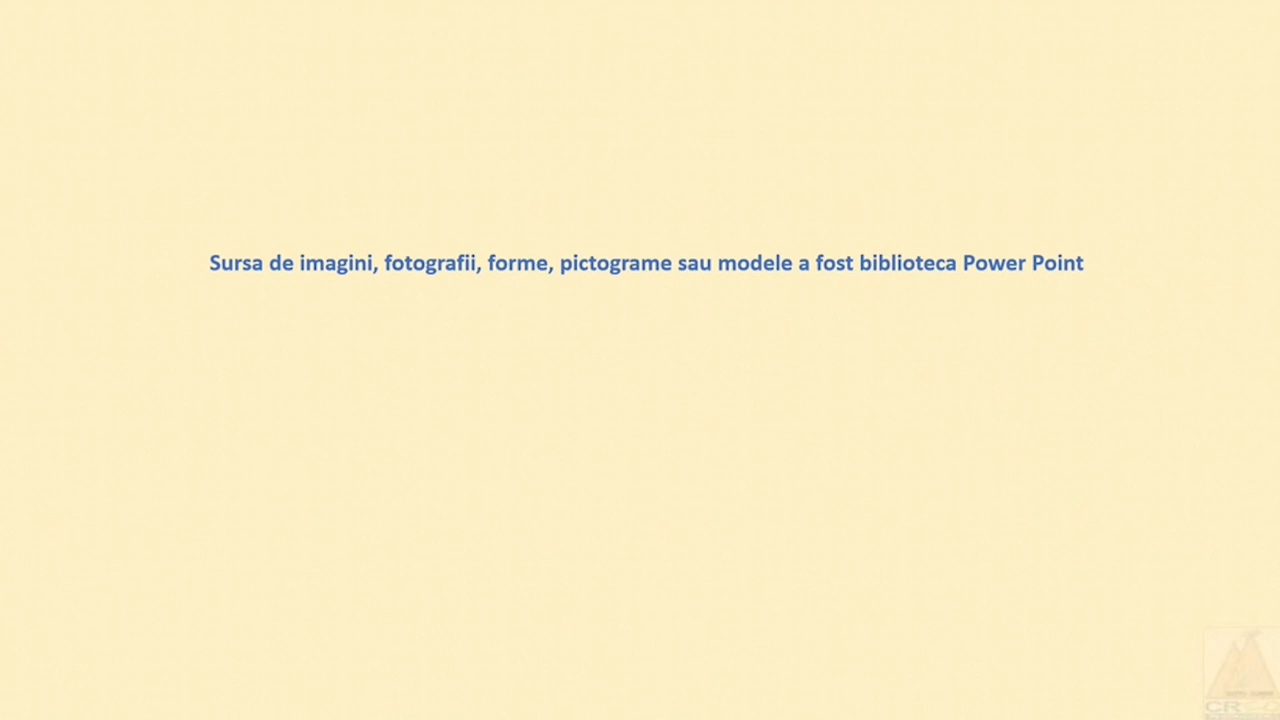 Sursa de imagini, fotografii, forme, pictograme sau modele a fost biblioteca Power Point